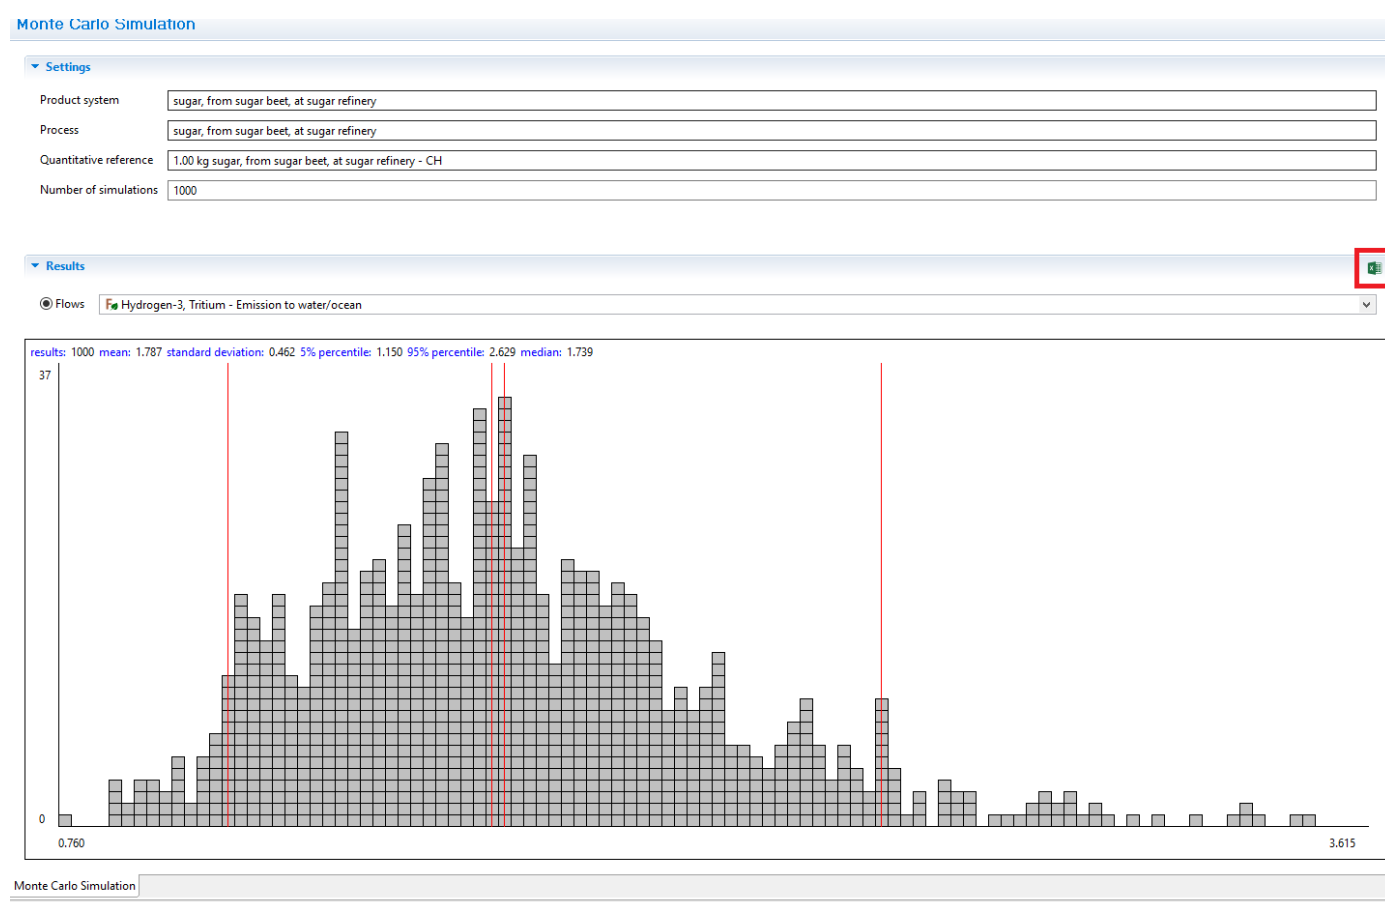 Monte Carlo Simulation
Settings
Product system sugar, from sugar beet, at sugar refinery
Process sugar, from sugar beet, at sugar refinery
Quantitative reference 1.00 kg sugar, from sugar beet, at sugar refinery - CH
Number of simulations 1000
Results
Flows Hydrogen-3, Tritium - Emission to water/ocean
results: 1000 mean: 1.787 standard deviation: 0.462 5% percentile: 1.150 95% percentile: 2.629 median: 1.739
37
0
0.760 3.615
Monte Carlo Simulation